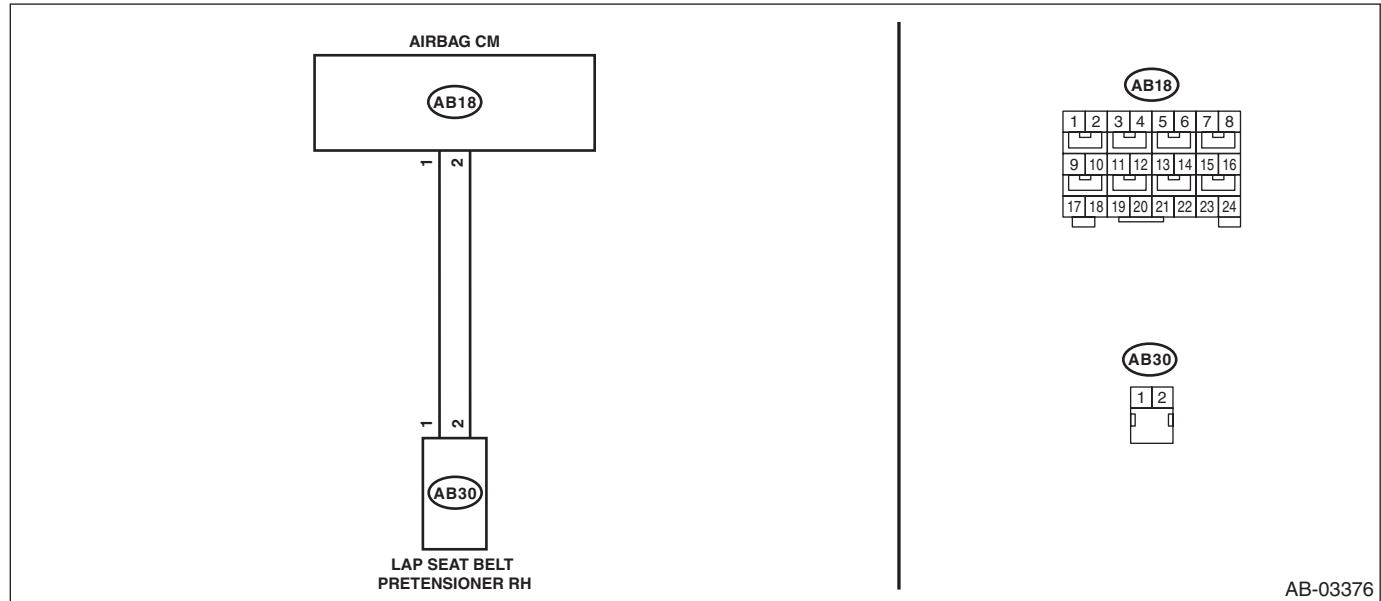 AIRBAG CM
AB18
1 2
1 2
AB30
LAP SEAT BELT
PRETENSIONER RH
AB18
1 2 3 4 5 6 7 8
9 10 11 12 13 14 15 16
17 18 19 20 21 22 23 24
AB30
1 2
AB-03376